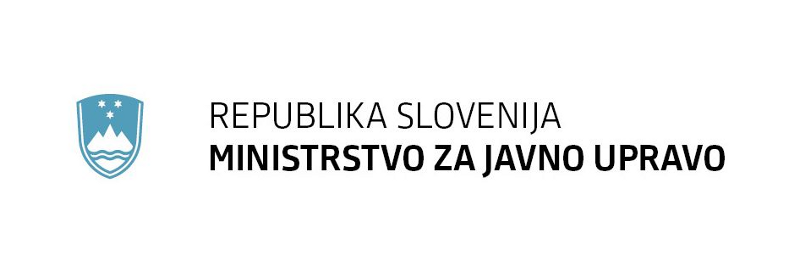 REPUBLIKA SLOVENIJA
MINISTRSTVO ZA JAVNO UPRAVO